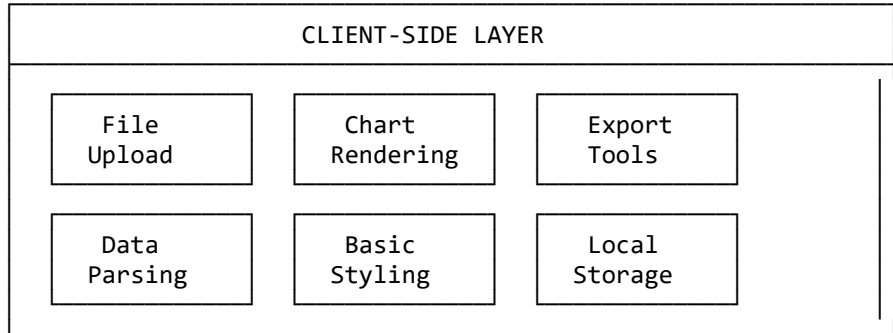 CLIENT-SIDE LAYER
File
Upload
Chart
Rendering
Export
Tools
Data
Parsing
Basic
Styling
Local
Storage